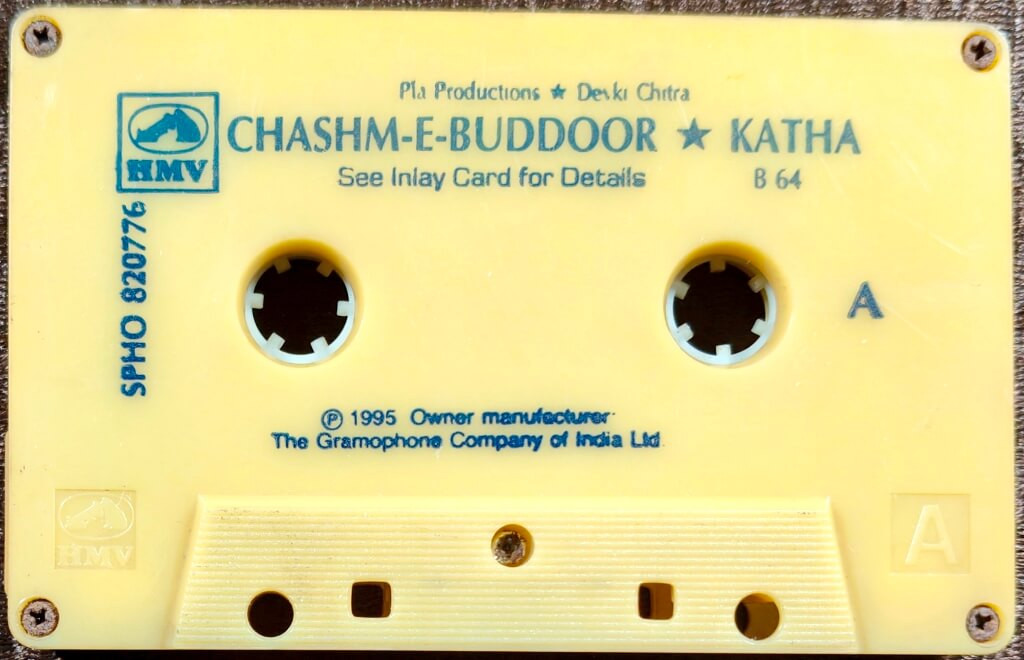 Pla Productions ★ Devki Chitra
HMV
CHASHM-E-BUDDOOR ★ KATHA
See Inlay Card for Details
B 64
SPHO 820776
A
℗ 1995 Owner manufacturer
The Gramophone Company of India Ltd
HMV
A